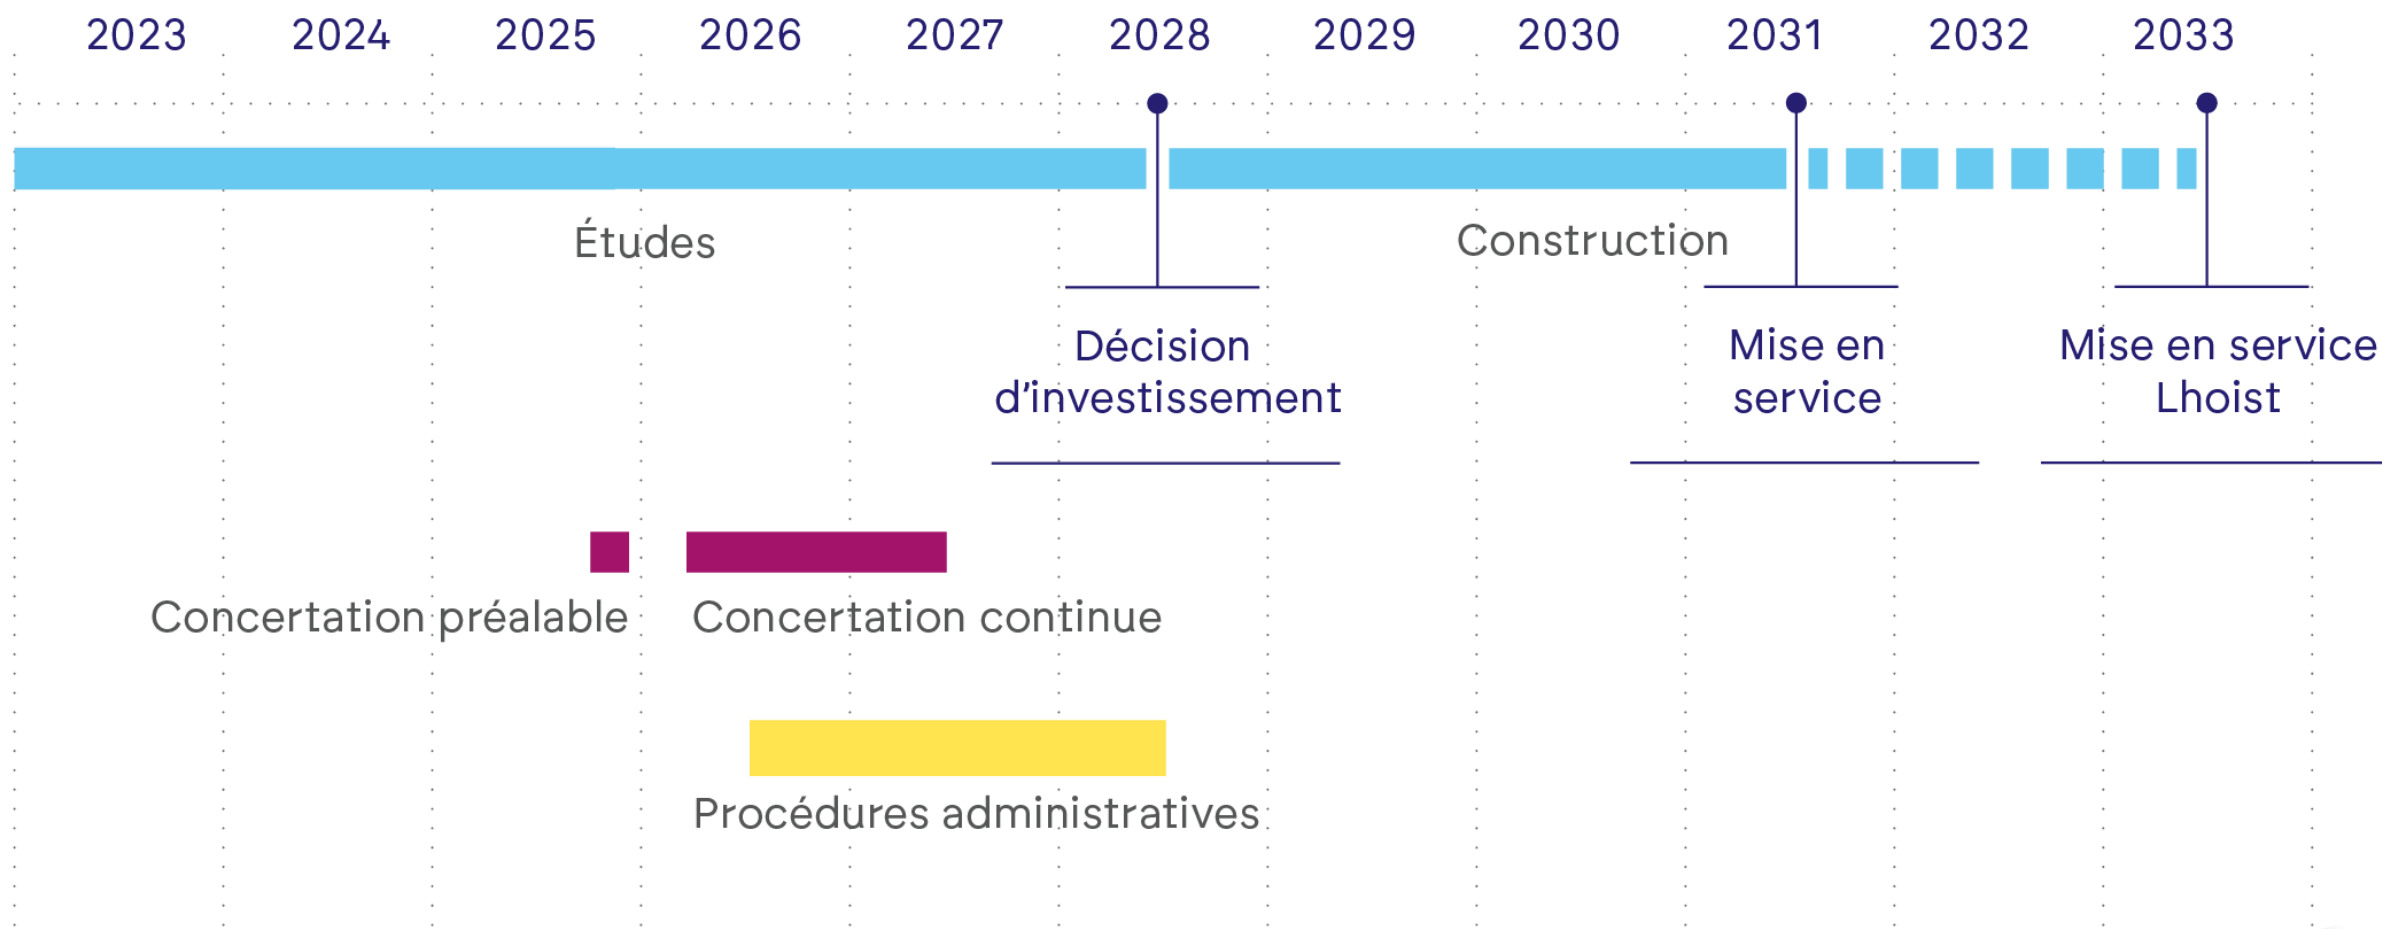 2023 2024 2025 2026 2027 2028 2029 2030 2031 2032 2033
Études
Construction
Décision
d'investissement
Mise en
service
Mise en service
Lhoist
Concertation préalable
Concertation continue
Procédures administratives